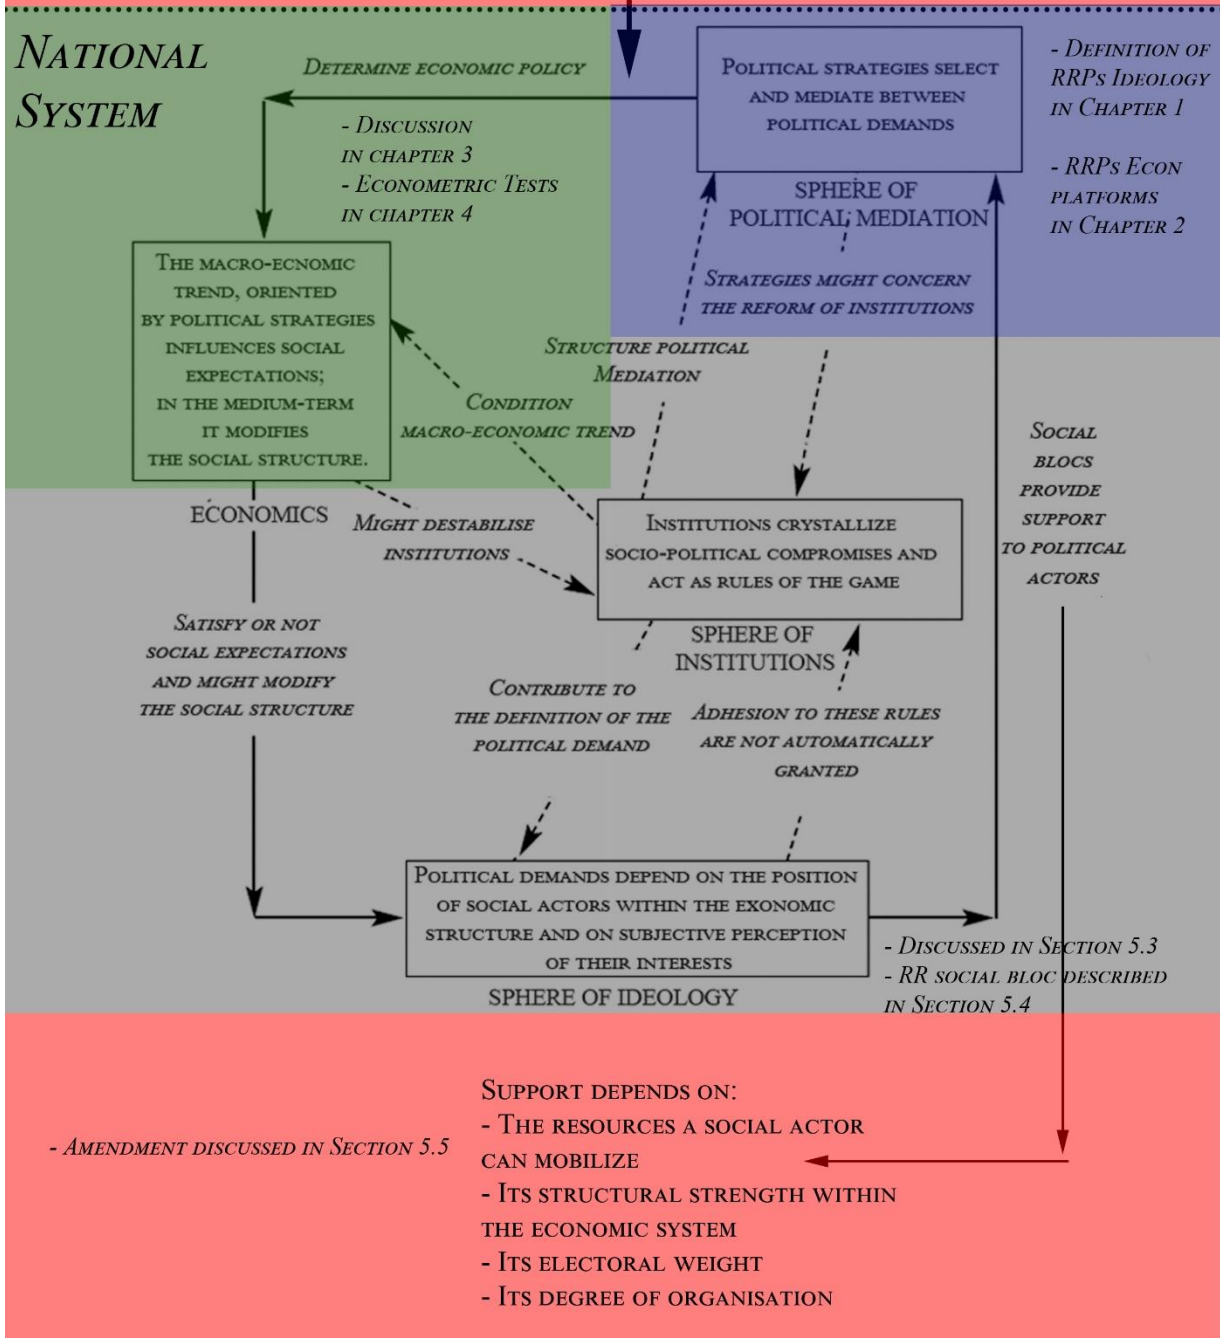 NATIONAL
SYSTEM
DETERMINE ECONOMIC POLICY
- DISCUSSION
IN CHAPTER 3
- ECONOMETRIC TESTS
IN CHAPTER 4
POLITICAL STRATEGIES SELECT
AND MEDIATE BETWEEN
POLITICAL DEMANDS
SPHERE OF
POLITICAL MEDIATION
- DEFINITION OF
RRPS IDEOLOGY
IN CHAPTER 1
- RRPS ECON
PLATFORMS
IN CHAPTER 2
STRATEGIES MIGHT CONCERN
THE REFORM OF INSTITUTIONS
THE MACRO-ECNOMIC
TREND, ORIENTED
BY POLITICAL STRATEGIES
INFLUENCES SOCIAL
EXPECTATIONS;
IN THE MEDIUM-TERM
IT MODIFIES
THE SOCIAL STRUCTURE.
ECONOMICS
STRUCTURE POLITICAL
MEDIATION
CONDITION
MACRO-ECONOMIC TREND
MIGHT DESTABILISE
INSTITUTIONS
INSTITUTIONS CRYSTALLIZE
SOCIO-POLITICAL COMPROMISES AND
ACT AS RULES OF THE GAME
SPHERE OF
INSTITUTIONS
SOCIAL
BLOCS
PROVIDE
SUPPORT
TO POLITICAL
ACTORS
SATISFY OR NOT
SOCIAL EXPECTATIONS
AND MIGHT MODIFY
THE SOCIAL STRUCTURE
CONTRIBUTE TO
THE DEFINITION OF THE
POLITICAL DEMAND
ADHESION TO THESE RULES
ARE NOT AUTOMATICALLY
GRANTED
POLITICAL DEMANDS DEPEND ON THE POSITION
OF SOCIAL ACTORS WITHIN THE EXONOMIC
STRUCTURE AND ON SUBJECTIVE PERCEPTION
OF THEIR INTERESTS
SPHERE OF IDEOLOGY
- DISCUSSED IN SECTION 5.3
- RR SOCIAL BLOC DESCRIBED
IN SECTION 5.4
- AMENDMENT DISCUSSED IN SECTION 5.5
SUPPORT DEPENDS ON:
- THE RESOURCES A SOCIAL ACTOR
CAN MOBILIZE
- ITS STRUCTURAL STRENGTH WITHIN
THE ECONOMIC SYSTEM
- ITS ELECTORAL WEIGHT
- ITS DEGREE OF ORGANISATION